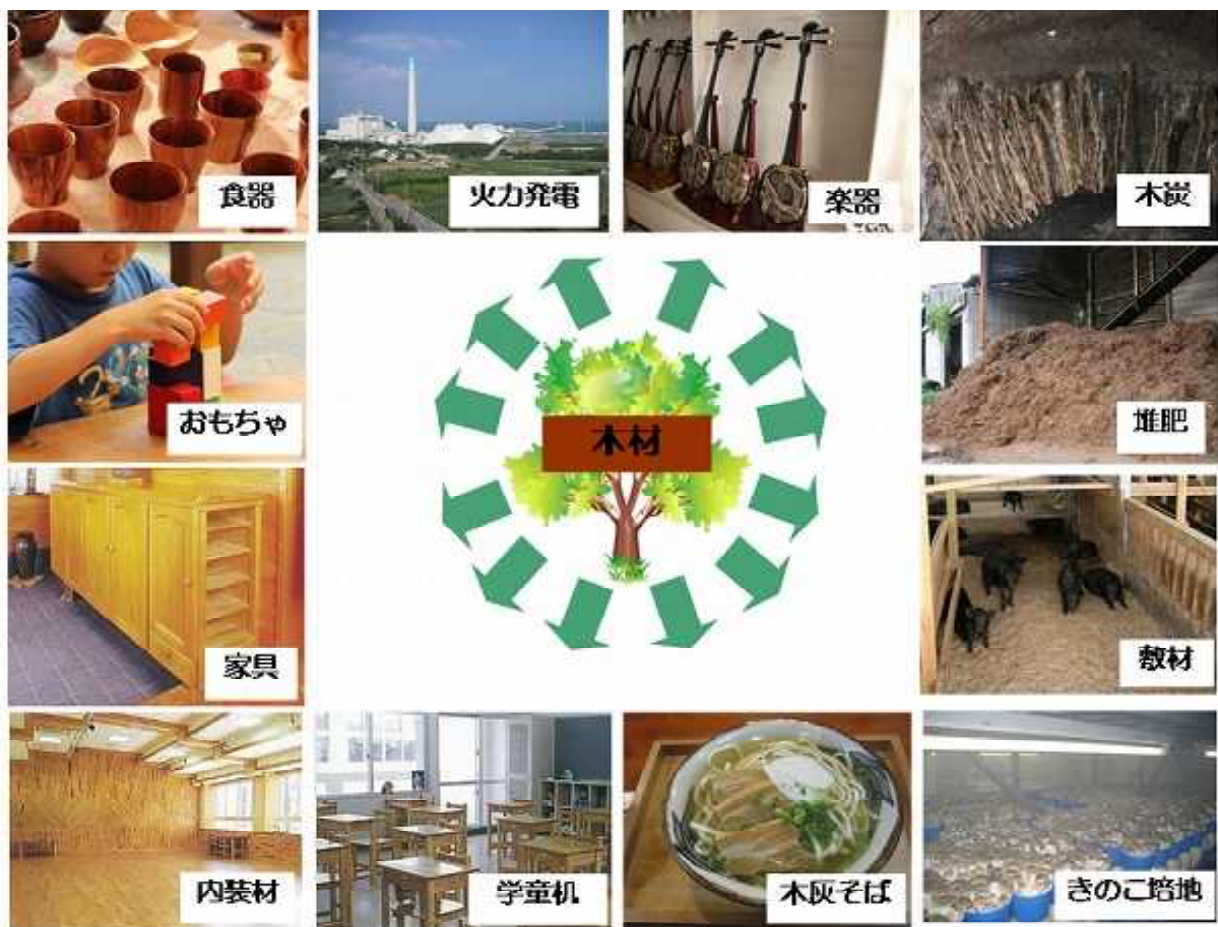 食器
火力発電
楽器
木炭
おもちゃ
木材
堆肥
家具
敷材
内装材
学童机
木灰そば
きのこ培地